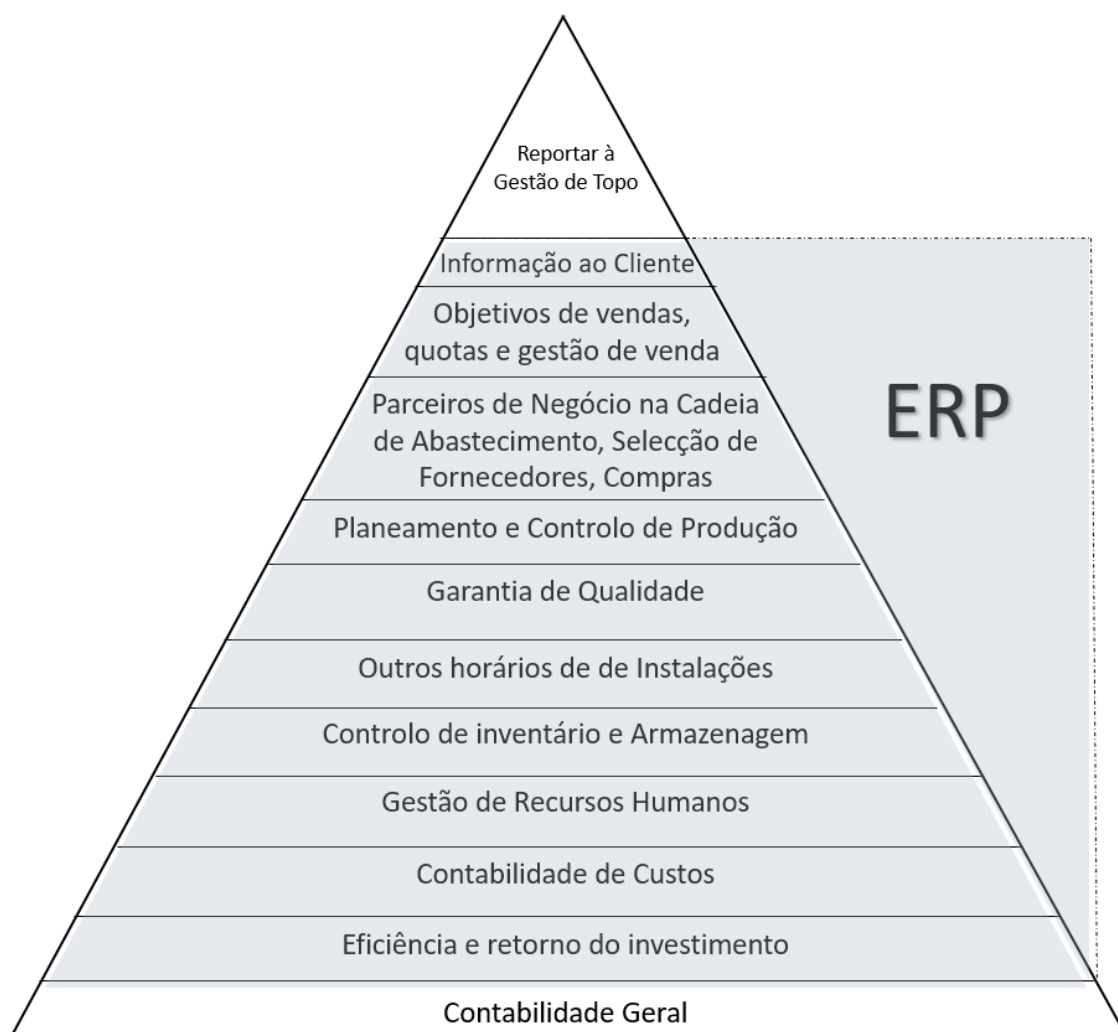 Reportar à
Gestão de Topo
Informação ao Cliente
Objetivos de vendas,
quotas e gestão de venda
Parceiros de Negócio na Cadeia
de Abastecimento, Selecção de
Fornecedores, Compras
ERP
Planeamento e Controlo de Produção
Garantia de Qualidade
Outros horários de de Instalações
Controlo de inventário e Armazenagem
Gestão de Recursos Humanos
Contabilidade de Custos
Eficiência e retorno do investimento
Contabilidade Geral